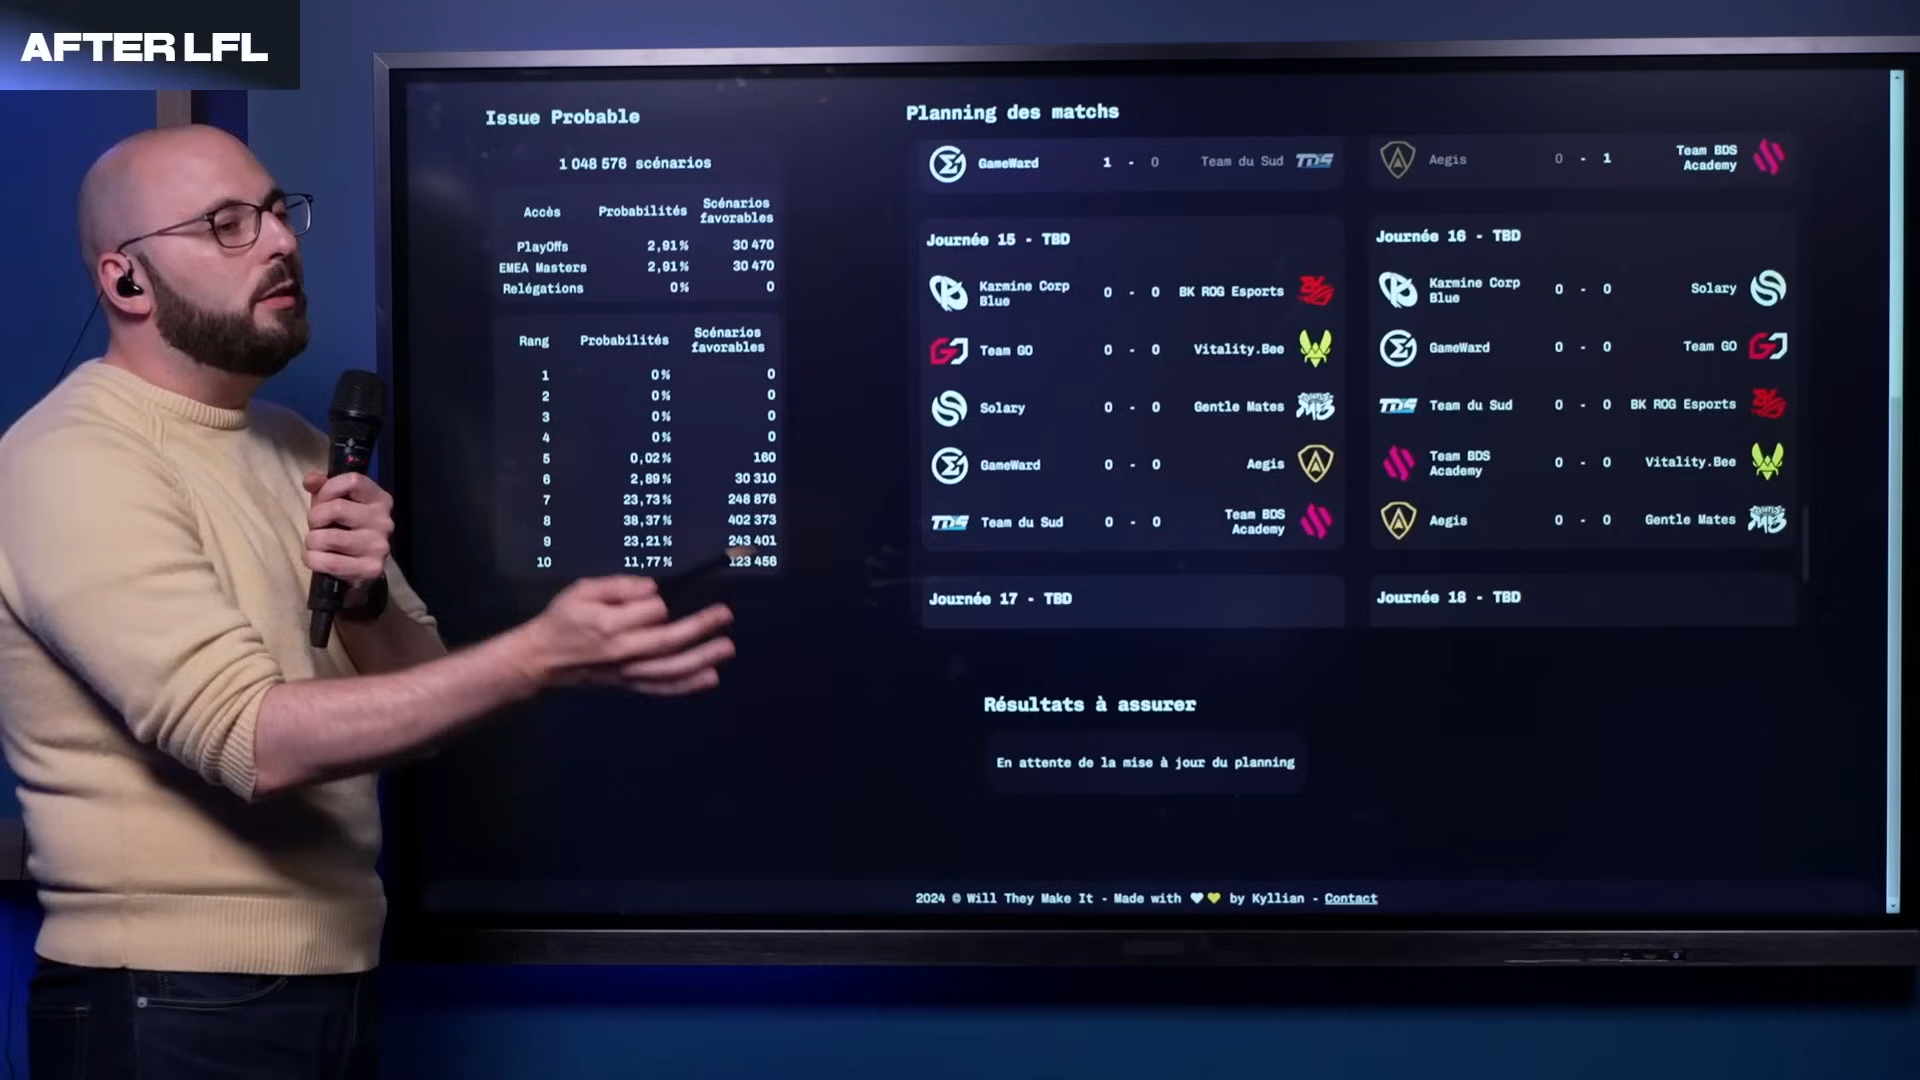 AFTER LFL
Issue Probable
1 048 576 scénarios
Accès Probabilités Scénarios favorables
PlayOffs 2,91% 30 470
EMEA Masters 2,91% 30 470
Relégations 0% 0
Rang Probabilités Scénarios favorables
1 0% 0
2 0% 0
3 0% 0
4 0% 0
5 0,02% 160
6 2,89% 30 310
7 23,73% 248 876
8 38,37% 402 373
9 23,21% 243 401
10 11,77% 123 456
Planning des matchs
GameWard 1 - 0 Team du Sud TDS
Aegis 0 - 1 Team BDS Academy
Journée 15 - TBD
Karmine Corp Blue 0 - 0 BK ROG Esports
Team GO 0 - 0 Vitality.Bee
Solary 0 - 0 Gentle Mates
GameWard 0 - 0 Aegis
TDS Team du Sud 0 - 0 Team BDS Academy
Journée 16 - TBD
Karmine Corp Blue 0 - 0 Solary
GameWard 0 - 0 Team GO
TDS Team du Sud 0 - 0 BK ROG Esports
Team BDS Academy 0 - 0 Vitality.Bee
Aegis 0 - 0 Gentle Mates
Journée 17 - TBD
Journée 18 - TBD
Résultats à assurer
En attente de la mise à jour du planning
2024 © Will They Make It - Made with by Kyllian - Contact